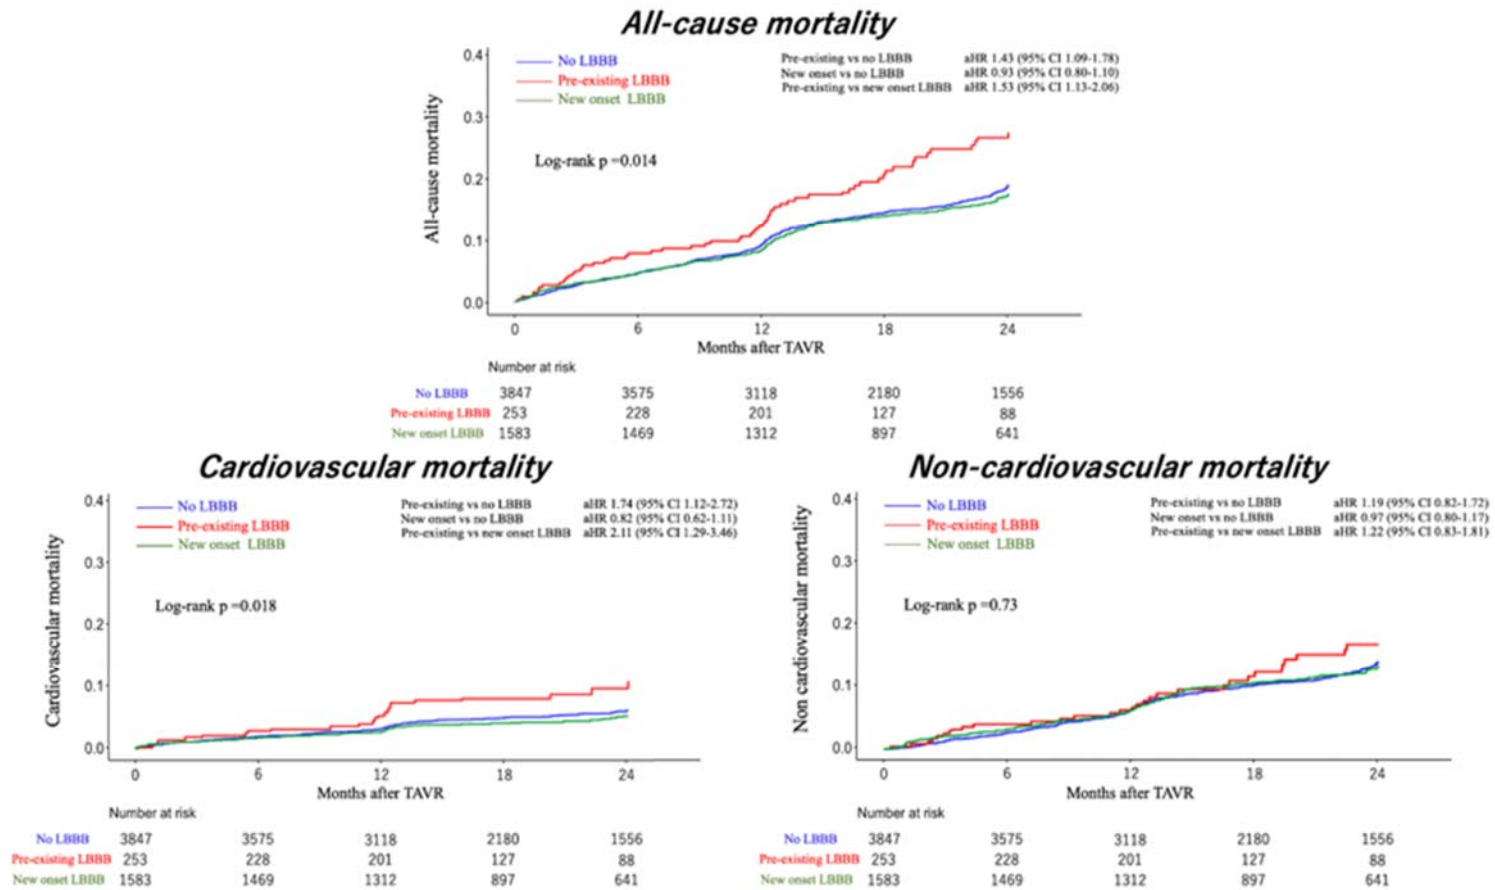 All-cause mortality
No LBBB
Pre-existing LBBB
New onset LBBB
Pre-existing vs no LBBB aHR 1.43 (95% CI 1.09-1.78)
New onset vs no LBBB aHR 0.93 (95% CI 0.80-1.10)
Pre-existing vs new onset LBBB aHR 1.53 (95% CI 1.13-2.06)
Log-rank p =0.014
All-cause mortality
0.4
0.3
0.2
0.1
0.0
0 6 12 18 24
Months after TAVR
Number at risk
No LBBB 3847 3575 3118 2180 1556
Pre-existing LBBB 253 228 201 127 88
New onset LBBB 1583 1469 1312 897 641
Cardiovascular mortality
No LBBB
Pre-existing LBBB
New onset LBBB
Pre-existing vs no LBBB aHR 1.74 (95% CI 1.12-2.72)
New onset vs no LBBB aHR 0.82 (95% CI 0.62-1.11)
Pre-existing vs new onset LBBB aHR 2.11 (95% CI 1.29-3.46)
Log-rank p =0.018
Cardiovascular mortality
0.4
0.3
0.2
0.1
0.0
0 6 12 18 24
Months after TAVR
Number at risk
No LBBB 3847 3575 3118 2180 1556
Pre-existing LBBB 253 228 201 127 88
New onset LBBB 1583 1469 1312 897 641
Non-cardiovascular mortality
No LBBB
Pre-existing LBBB
New onset LBBB
Pre-existing vs no LBBB aHR 1.19 (95% CI 0.82-1.72)
New onset vs no LBBB aHR 0.97 (95% CI 0.80-1.17)
Pre-existing vs new onset LBBB aHR 1.22 (95% CI 0.83-1.81)
Log-rank p =0.73
Non cardiovascular mortality
0.4
0.3
0.2
0.1
0.0
0 6 12 18 24
Months after TAVR
Number at risk
No LBBB 3847 3575 3118 2180 1556
Pre-existing LBBB 253 228 201 127 88
New onset LBBB 1583 1469 1312 897 641